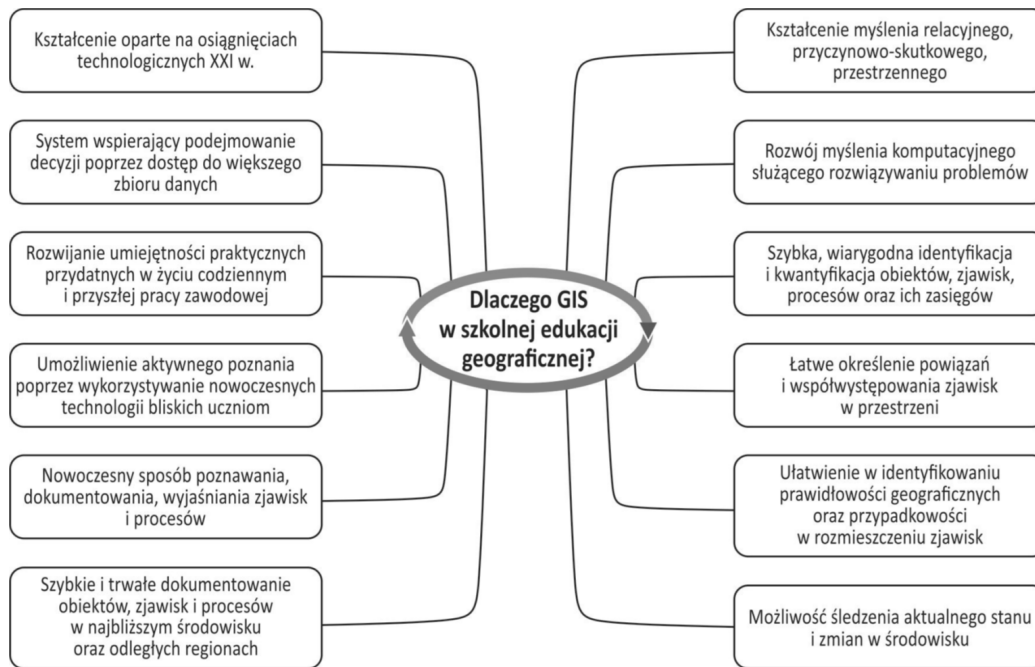 Kształcenie oparte na osiągnięciach
technologicznych XXI w.
System wspierający podejmowanie
decyzji poprzez dostęp do większego
zbioru danych
Rozwijanie umiejętności praktycznych
przydatnych w życiu codziennym
i przyszłej pracy zawodowej
Umożliwienie aktywnego poznania
poprzez wykorzystywanie nowoczesnych
technologii bliskich uczniom
Nowoczesny sposób poznawania,
dokumentowania, wyjaśniania zjawisk
i procesów
Szybkie i trwałe dokumentowanie
obiektów, zjawisk i procesów
w najbliższym środowisku
oraz odległych regionach
Dlaczego GIS
w szkolnej edukacji
geograficznej?
Kształcenie myślenia relacyjnego,
przyczynowo-skutkowego,
przestrzennego
Rozwój myślenia komputacyjnego
służącego rozwiązywaniu problemów
Szybka, wiarygodna identyfikacja
i kwantyfikacja obiektów, zjawisk,
procesów oraz ich zasięgów
Łatwe określenie powiązań
i współwystępowania zjawisk
w przestrzeni
Ułatwienie w identyfikowaniu
prawidłowości geograficznych
oraz przypadkowości
w rozmieszczeniu zjawisk
Możliwość śledzenia aktualnego stanu
i zmian w środowisku